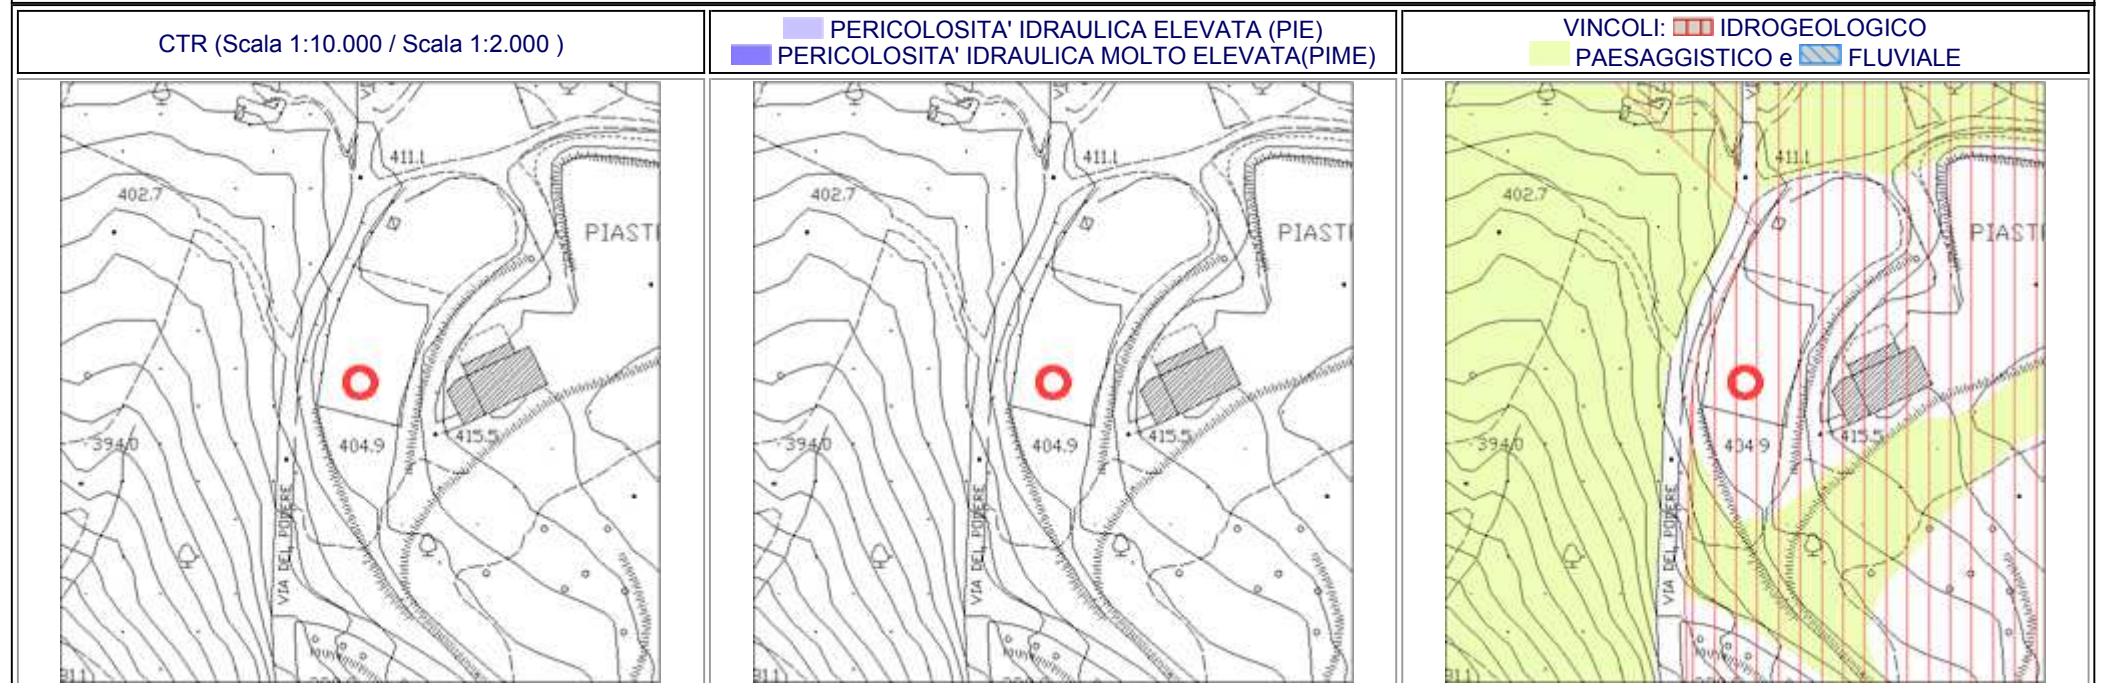 CTR (Scala 1:10.000 / Scala 1:2.000 )
PERICOLOSITA' IDRAULICA ELEVATA (PIE)
PERICOLOSITA' IDRAULICA MOLTO ELEVATA(PIME)
VINCOLI: IDROGEOLOGICO
PAESAGGISTICO e FLUVIALE
411.1
402.7
PIAST
394.0
404.9
415.5
VIA DEL PODERE
411.1
402.7
PIAST
394.0
404.9
415.5
VIA DEL PODERE
411.1
402.7
PIAST
394.0
404.9
415.5
VIA DEL PODERE